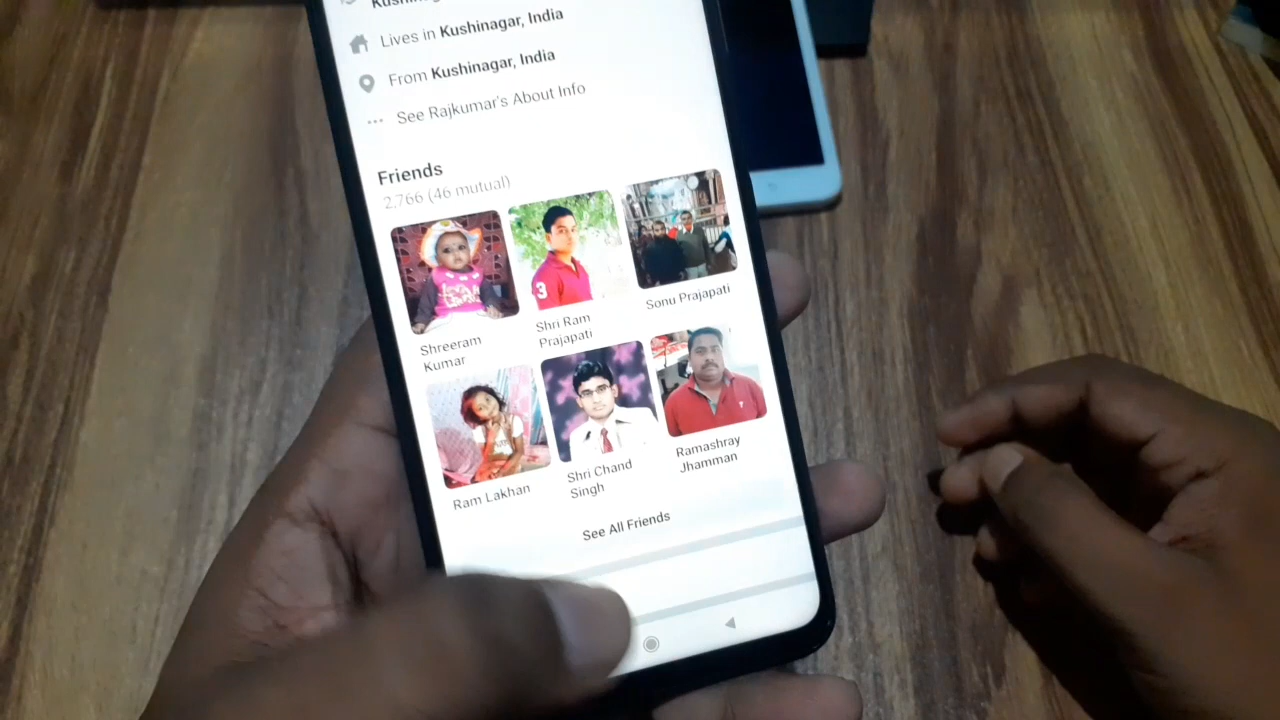 Lives in Kushinagar, India
From Kushinagar, India
See Rajkumar's About Info
Friends
2,766 (46 mutual)
Shreeram
Kumar
Shri Ram
Prajapati
Sonu Prajapati
3
Ram Lakhan
Shri Chand
Singh
Ramashray
Jhamman
See All Friends